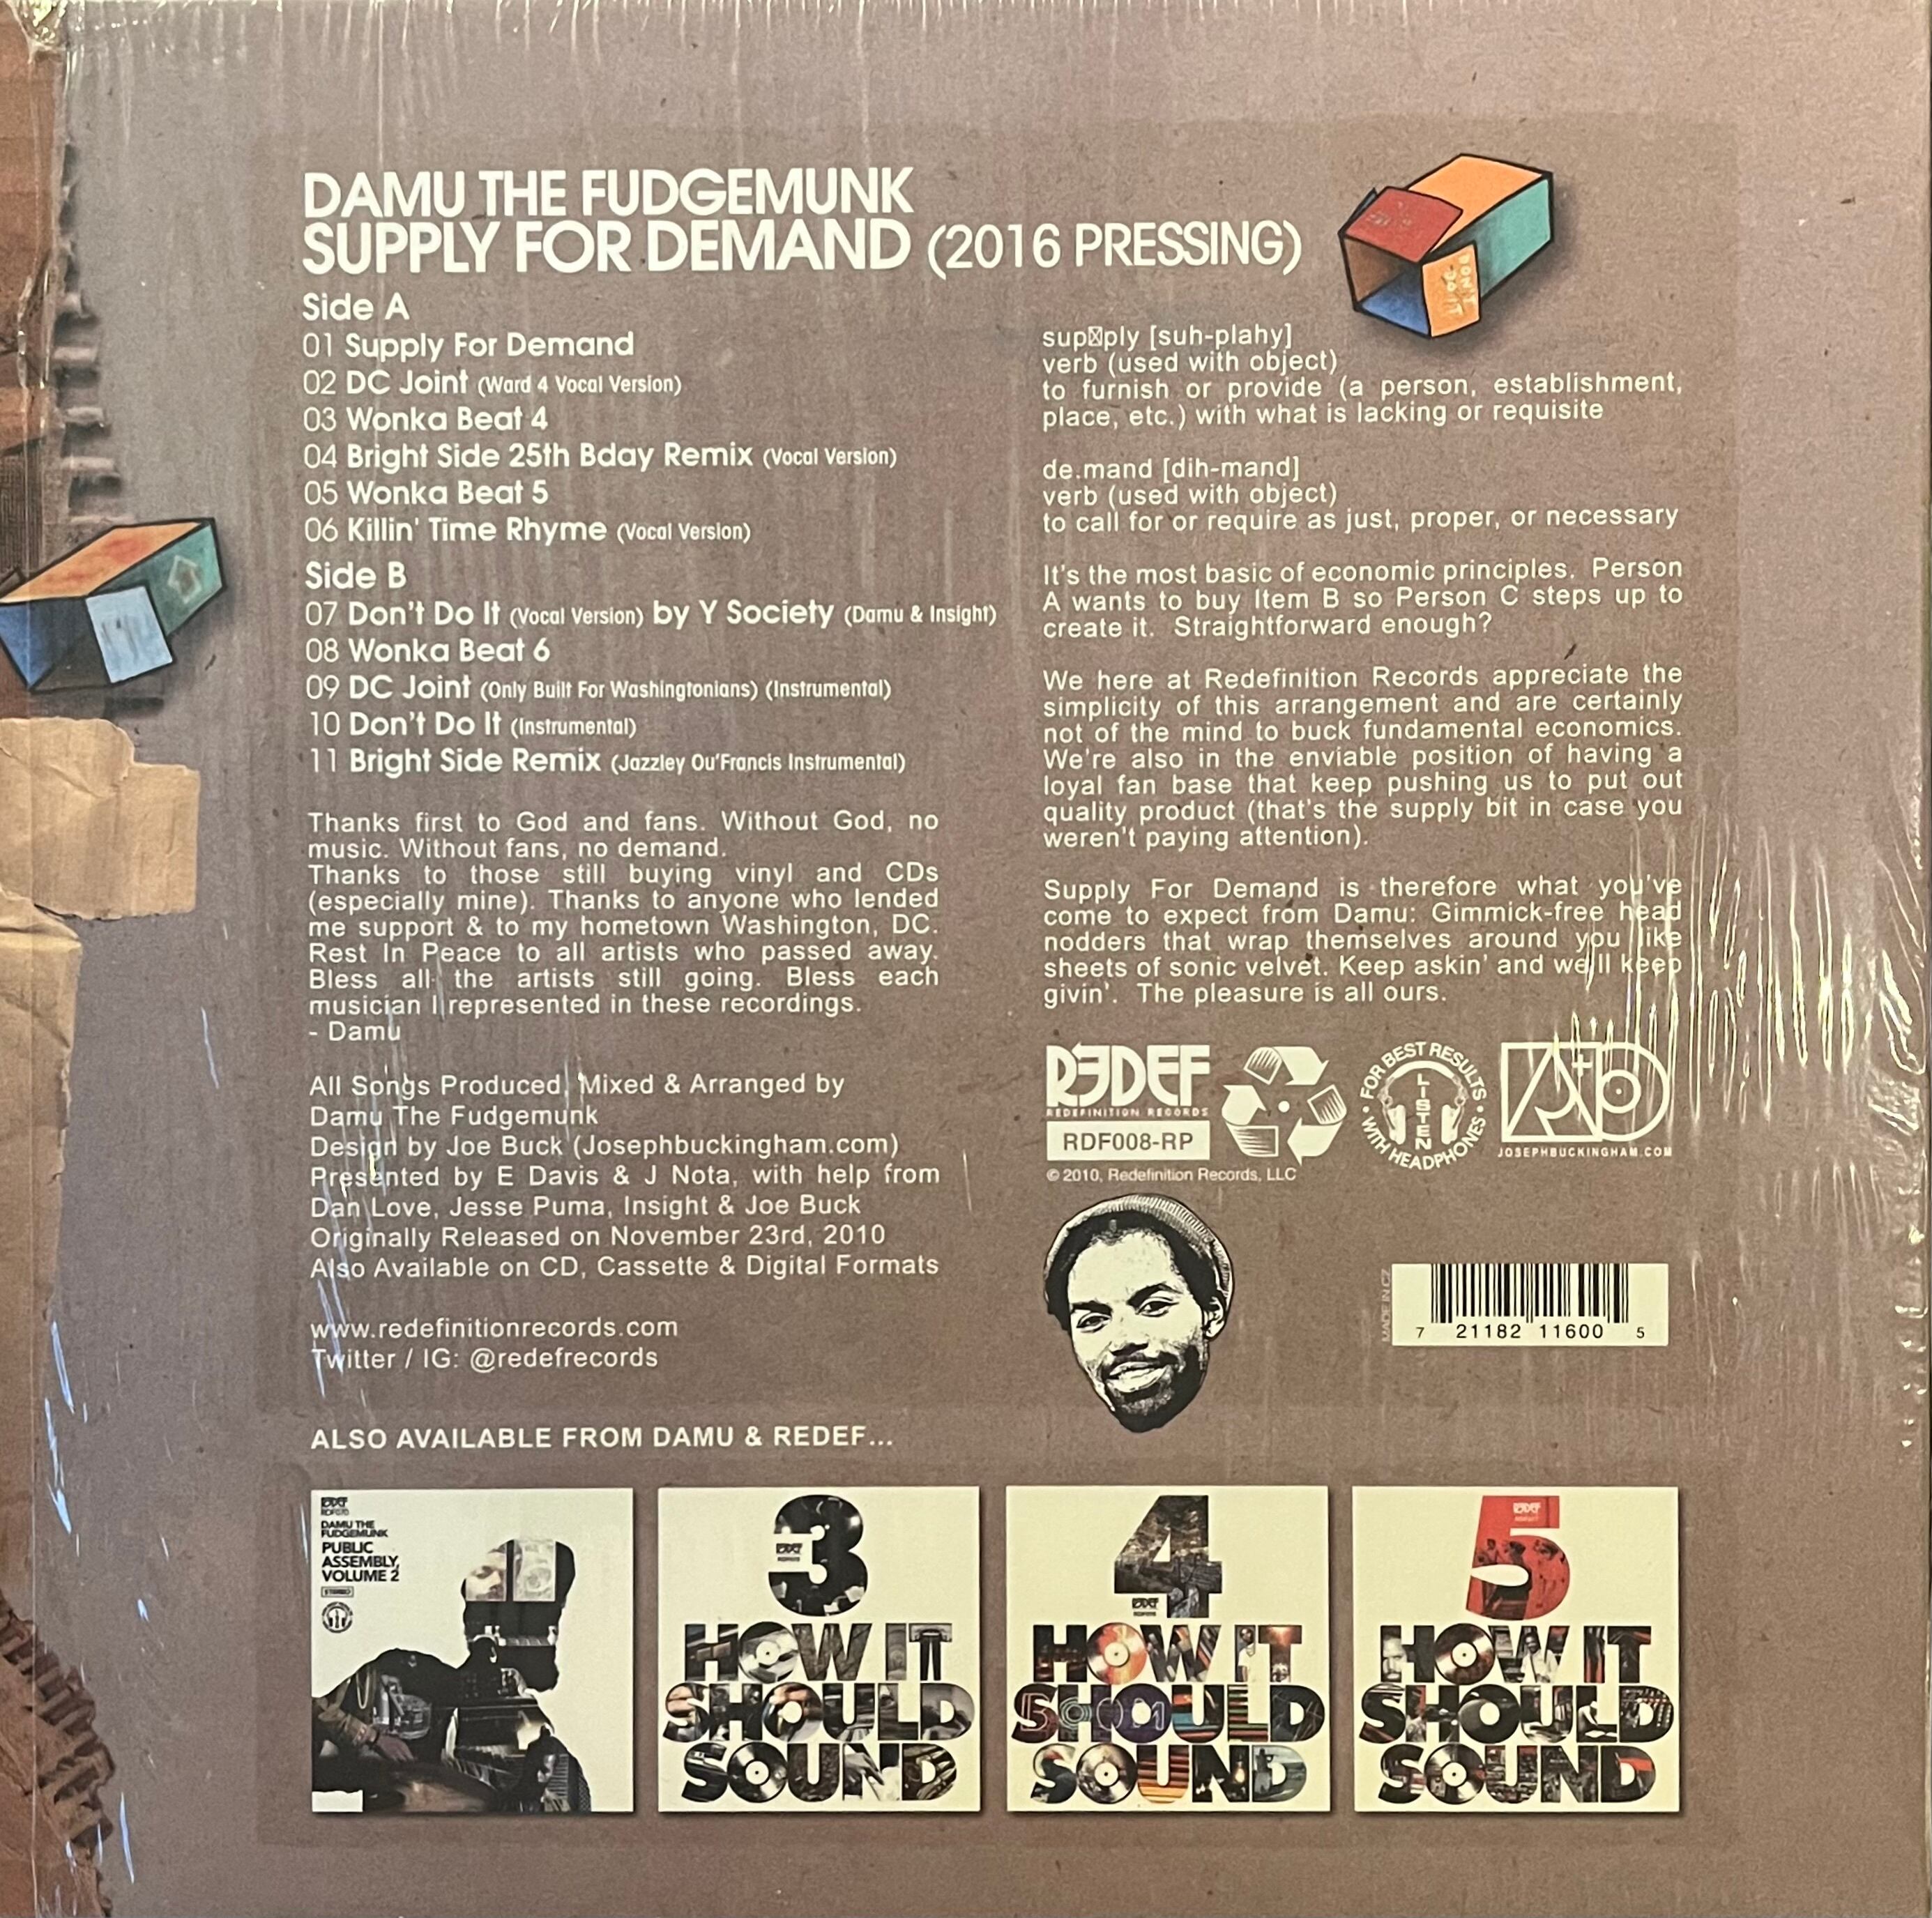 DAMU THE FUDGEMUNK
SUPPLY FOR DEMAND (2016 PRESSING)
Side A
01 Supply For Demand
02 DC Joint (Ward 4 Vocal Version)
03 Wonka Beat 4
04 Bright Side 25th Bday Remix (Vocal Version)
05 Wonka Beat 5
06 Killin' Time Rhyme (Vocal Version)
Side B
07 Don't Do It (Vocal Version) by Y Society (Damu & Insight)
08 Wonka Beat 6
09 DC Joint (Only Built For Washingtonians) (Instrumental)
10 Don't Do It (Instrumental)
11 Bright Side Remix (Jazzley Ou'Francis Instrumental)
Thanks first to God and fans. Without God, no
music. Without fans, no demand.
Thanks to those still buying vinyl and CDs
(especially mine). Thanks to anyone who lended
me support & to my hometown Washington, DC.
Rest In Peace to all artists who passed away.
Bless all the artists still going. Bless each
musician I represented in these recordings.
- Damu
All Songs Produced, Mixed & Arranged by
Damu The Fudgemunk
Design by Joe Buck (Josephbuckingham.com)
Presented by E Davis & J Nota, with help from
Dan Love, Jesse Puma, Insight & Joe Buck
Originally Released on November 23rd, 2010
Also Available on CD, Cassette & Digital Formats
www.redefinitionrecords.com
Twitter / IG: @redefrecords
DON'T DO IT
sup☒ply [suh-plahy]
verb (used with object)
to furnish or provide (a person, establishment,
place, etc.) with what is lacking or requisite
de.mand [dih-mand]
verb (used with object)
to call for or require as just, proper, or necessary
It's the most basic of economic principles. Person
A wants to buy Item B so Person C steps up to
create it. Straightforward enough?
We here at Redefinition Records appreciate the
simplicity of this arrangement and are certainly
not of the mind to buck fundamental economics.
We're also in the enviable position of having a
loyal fan base that keep pushing us to put out
quality product (that's the supply bit in case you
weren't paying attention).
Supply For Demand is therefore what you've
come to expect from Damu: Gimmick-free head
nodders that wrap themselves around you like
sheets of sonic velvet. Keep askin' and we'll keep
givin'. The pleasure is all ours.
REDEF
REDEFINITION RECORDS
RDF008-RP
© 2010, Redefinition Records, LLC
FOR BEST RESULTS
LISTEN
WITH HEADPHONES
JOSEPHBUCKINGHAM.COM
MADE IN CZ
7 21182 11600 5
ALSO AVAILABLE FROM DAMU & REDEF...
REDEF
DAMU THE
FUDGEMUNK
PUBLIC
ASSEMBLY,
VOLUME 2
STEREO
3
REDEF
HOW IT
SHOULD
SOUND
4
REDEF
HOW IT
SHOULD
SOUND
5
REDEF
HOW IT
SHOULD
SOUND